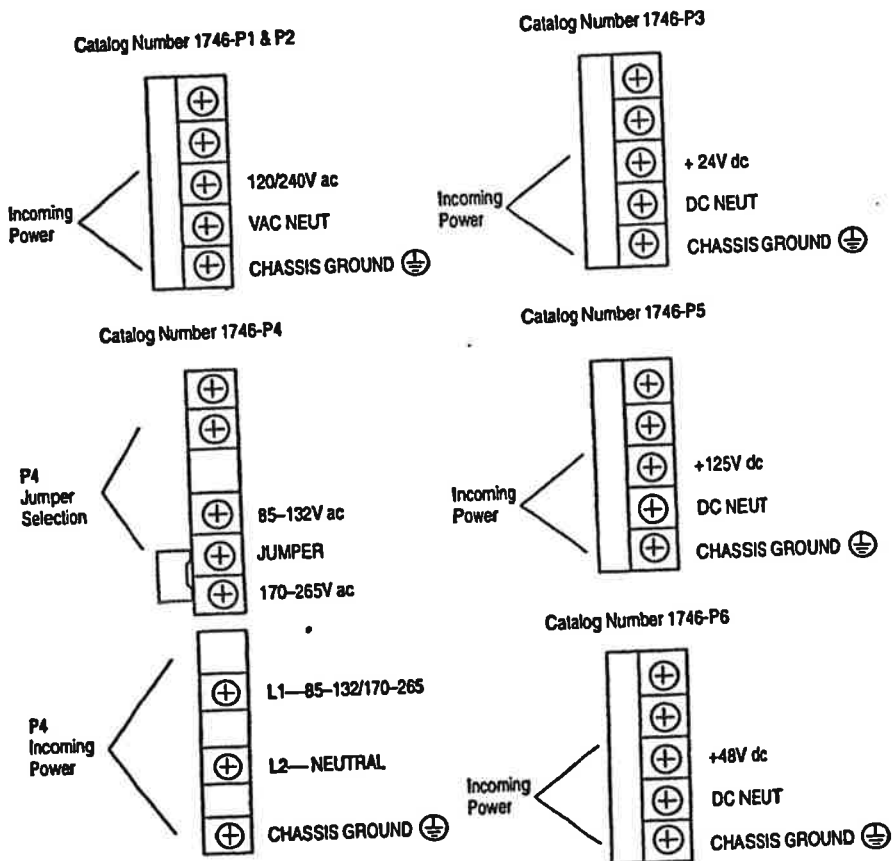 Catalog Number 1746-P1 & P2
120/240V ac
VAC NEUT
CHASSIS GROUND
Incoming
Power
Catalog Number 1746-P3
+ 24V dc
DC NEUT
CHASSIS GROUND
Incoming
Power
Catalog Number 1746-P4
P4
Jumper
Selection
85–132V ac
JUMPER
170–265V ac
P4
Incoming
Power
L1—85–132/170–265
L2—NEUTRAL
CHASSIS GROUND
Catalog Number 1746-P5
+125V dc
DC NEUT
CHASSIS GROUND
Incoming
Power
Catalog Number 1746-P6
+48V dc
DC NEUT
CHASSIS GROUND
Incoming
Power